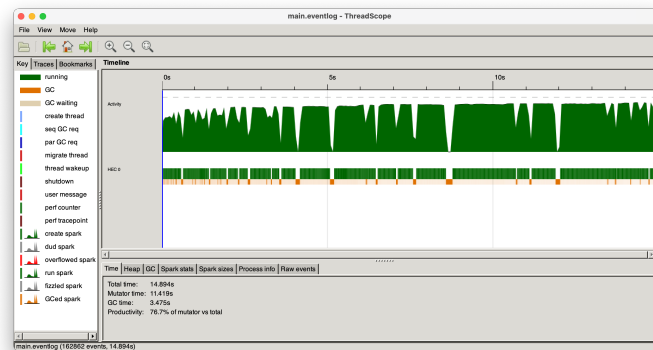 main.eventlog - ThreadScope
File View Move Help
Key Traces Bookmarks
running
GC
GC waiting
create thread
seq GC req
par GC req
migrate thread
thread wakeup
shutdown
user message
perf counter
perf tracepoint
create spark
dud spark
overflowed spark
run spark
fizzled spark
GCed spark
Timeline
0s 5s 10s
Activity
HEC 0
Time Heap GC Spark stats Spark sizes Process info Raw events
Total time: 14.894s
Mutator time: 11.419s
GC time: 3.475s
Productivity: 76.7% of mutator vs total
main.eventlog (162862 events, 14.894s)